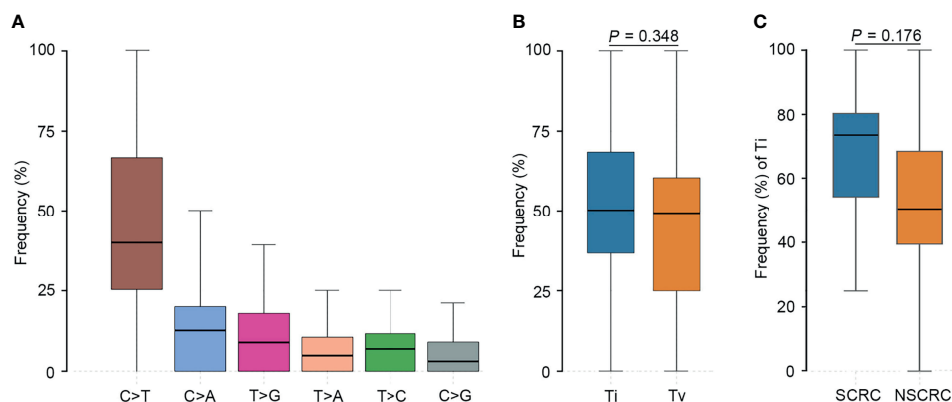 A
Frequency (%)
100
75
50
25
0
C>T C>A T>G T>A T>C C>G
B
P = 0.348
Frequency (%)
100
75
50
25
0
Ti Tv
C
P = 0.176
Frequency (%) of Ti
100
80
60
40
20
0
SCRC NSCRC